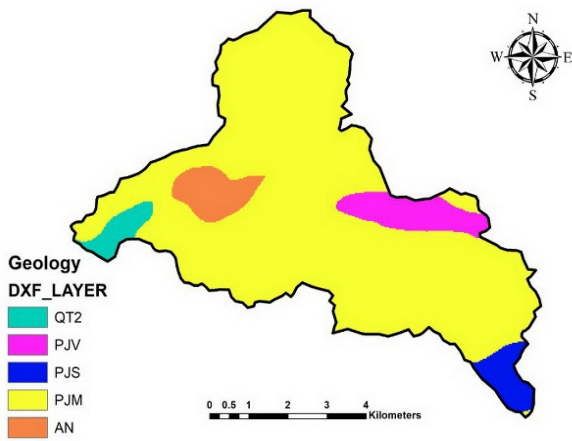 N
W E
S
Geology
DXF_LAYER
QT2
PJV
PJS
PJM
AN
0 0.5 1 2 3 4
Kilometers